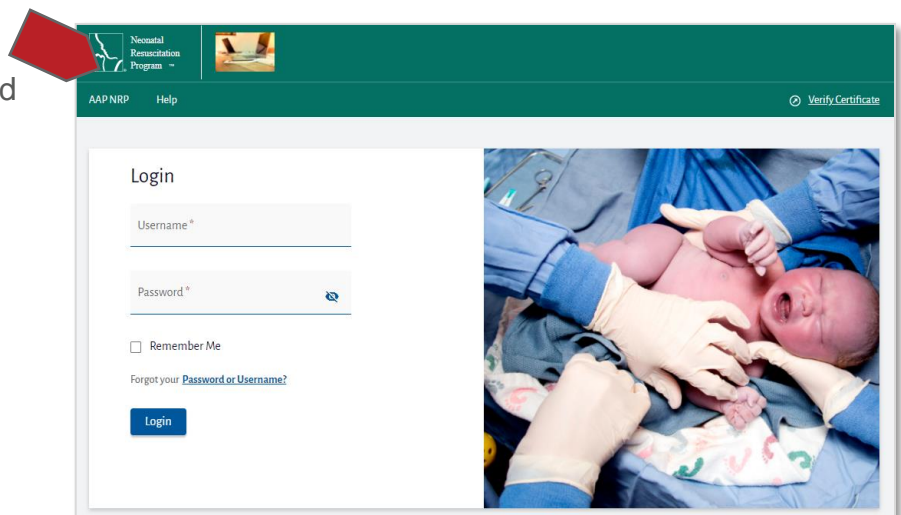 Neonatal
Resuscitation
Program ™
d
AAP NRP Help Verify Certificate
Login
Username *
Password *
Remember Me
Forgot your Password or Username?
Login